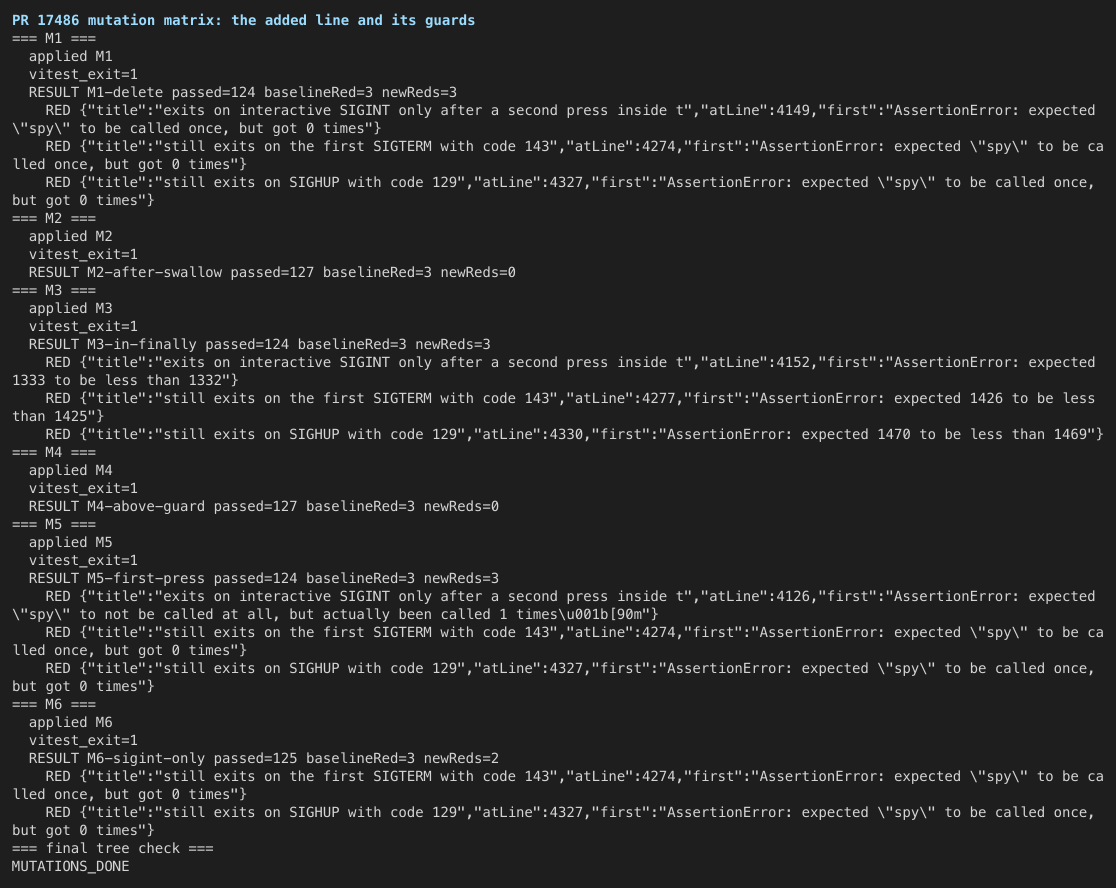 PR 17486 mutation matrix: the added line and its guards
=== M1 ===
  applied M1
  vitest_exit=1
  RESULT M1-delete passed=124 baselineRed=3 newReds=3
    RED {"title":"exits on interactive SIGINT only after a second press inside t","atLine":4149,"first":"AssertionError: expected
\"spy\" to be called once, but got 0 times"}
    RED {"title":"still exits on the first SIGTERM with code 143","atLine":4274,"first":"AssertionError: expected \"spy\" to be ca
lled once, but got 0 times"}
    RED {"title":"still exits on SIGHUP with code 129","atLine":4327,"first":"AssertionError: expected \"spy\" to be called once,
but got 0 times"}
=== M2 ===
  applied M2
  vitest_exit=1
  RESULT M2-after-swallow passed=127 baselineRed=3 newReds=0
=== M3 ===
  applied M3
  vitest_exit=1
  RESULT M3-in-finally passed=124 baselineRed=3 newReds=3
    RED {"title":"exits on interactive SIGINT only after a second press inside t","atLine":4152,"first":"AssertionError: expected
1333 to be less than 1332"}
    RED {"title":"still exits on the first SIGTERM with code 143","atLine":4277,"first":"AssertionError: expected 1426 to be less
than 1425"}
    RED {"title":"still exits on SIGHUP with code 129","atLine":4330,"first":"AssertionError: expected 1470 to be less than 1469"}
=== M4 ===
  applied M4
  vitest_exit=1
  RESULT M4-above-guard passed=127 baselineRed=3 newReds=0
=== M5 ===
  applied M5
  vitest_exit=1
  RESULT M5-first-press passed=124 baselineRed=3 newReds=3
    RED {"title":"exits on interactive SIGINT only after a second press inside t","atLine":4126,"first":"AssertionError: expected
\"spy\" to not be called at all, but actually been called 1 times\u001b[90m"}
    RED {"title":"still exits on the first SIGTERM with code 143","atLine":4274,"first":"AssertionError: expected \"spy\" to be ca
lled once, but got 0 times"}
    RED {"title":"still exits on SIGHUP with code 129","atLine":4327,"first":"AssertionError: expected \"spy\" to be called once,
but got 0 times"}
=== M6 ===
  applied M6
  vitest_exit=1
  RESULT M6-sigint-only passed=125 baselineRed=3 newReds=2
    RED {"title":"still exits on the first SIGTERM with code 143","atLine":4274,"first":"AssertionError: expected \"spy\" to be ca
lled once, but got 0 times"}
    RED {"title":"still exits on SIGHUP with code 129","atLine":4327,"first":"AssertionError: expected \"spy\" to be called once,
but got 0 times"}
=== final tree check ===
MUTATIONS_DONE